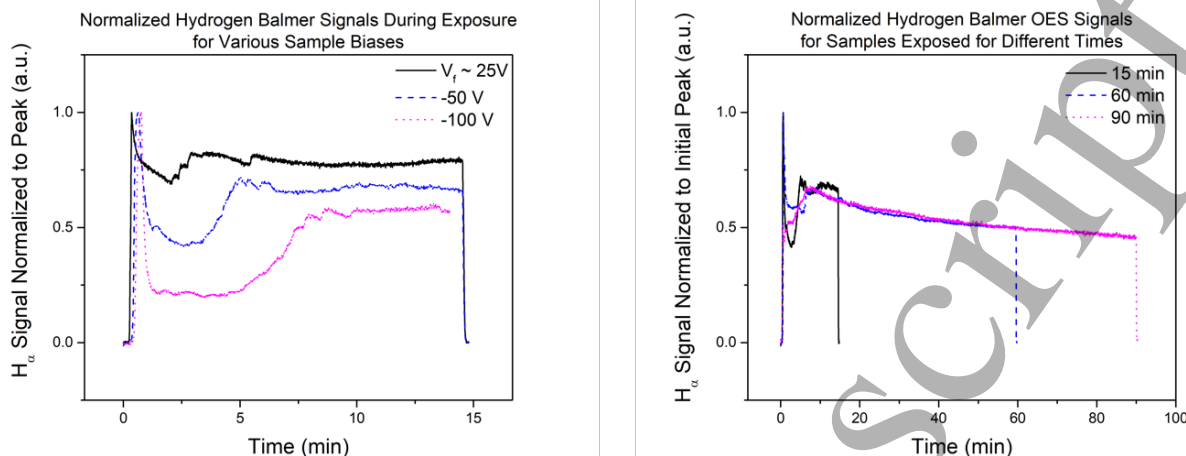 Normalized Hydrogen Balmer Signals During Exposure
for Various Sample Biases
V_f ~ 25V
-50 V
-100 V
1.0
0.5
0.0
H_α Signal Normalized to Peak (a.u.)
0
5
10
15
Time (min)
Normalized Hydrogen Balmer OES Signals
for Samples Exposed for Different Times
15 min
60 min
90 min
1.0
0.5
0.0
H_α Signal Normalized to Initial Peak (a.u.)
0
20
40
60
80
100
Time (min)
script